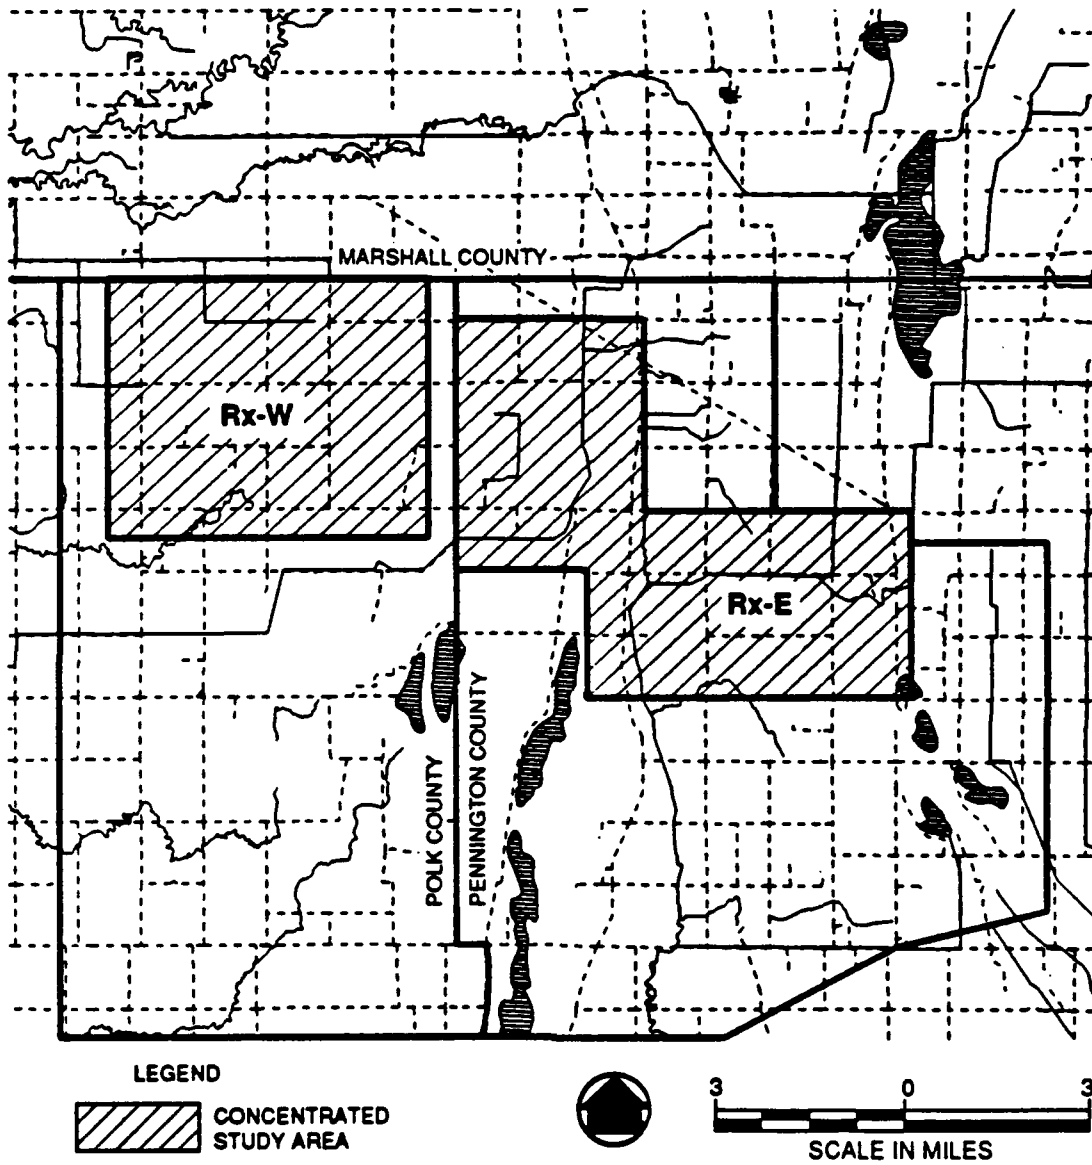 MARSHALL COUNTY
Rx-W
Rx-E
POLK COUNTY
PENNINGTON COUNTY
LEGEND
CONCENTRATED
STUDY AREA
3 0 3
SCALE IN MILES